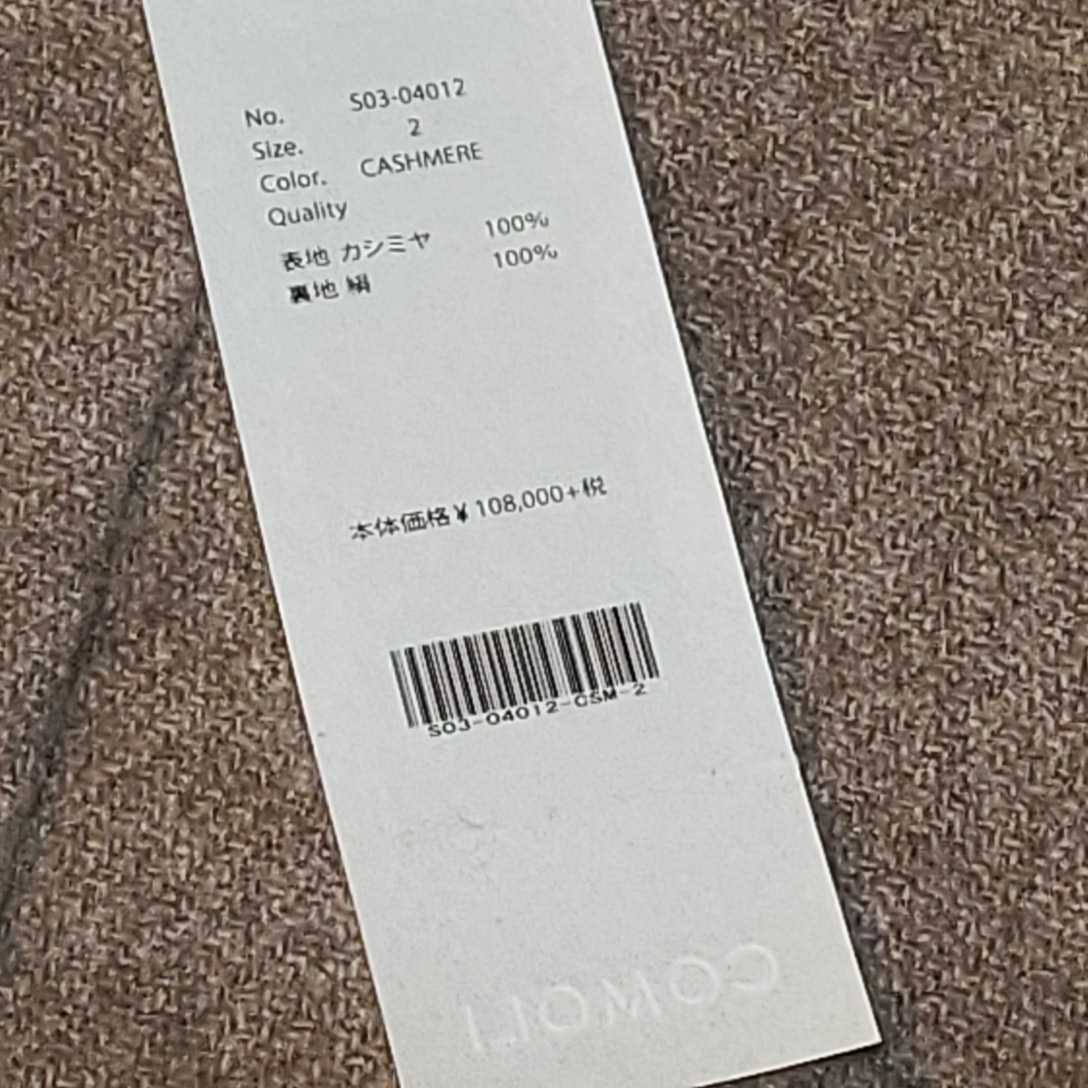 No. S03-04012
Size. 2
Color. CASHMERE
Quality
表地 カシミヤ 100%
裏地 絹 100%
本体価格¥108,000+税
S03-04012-CSM-2
COMOLI